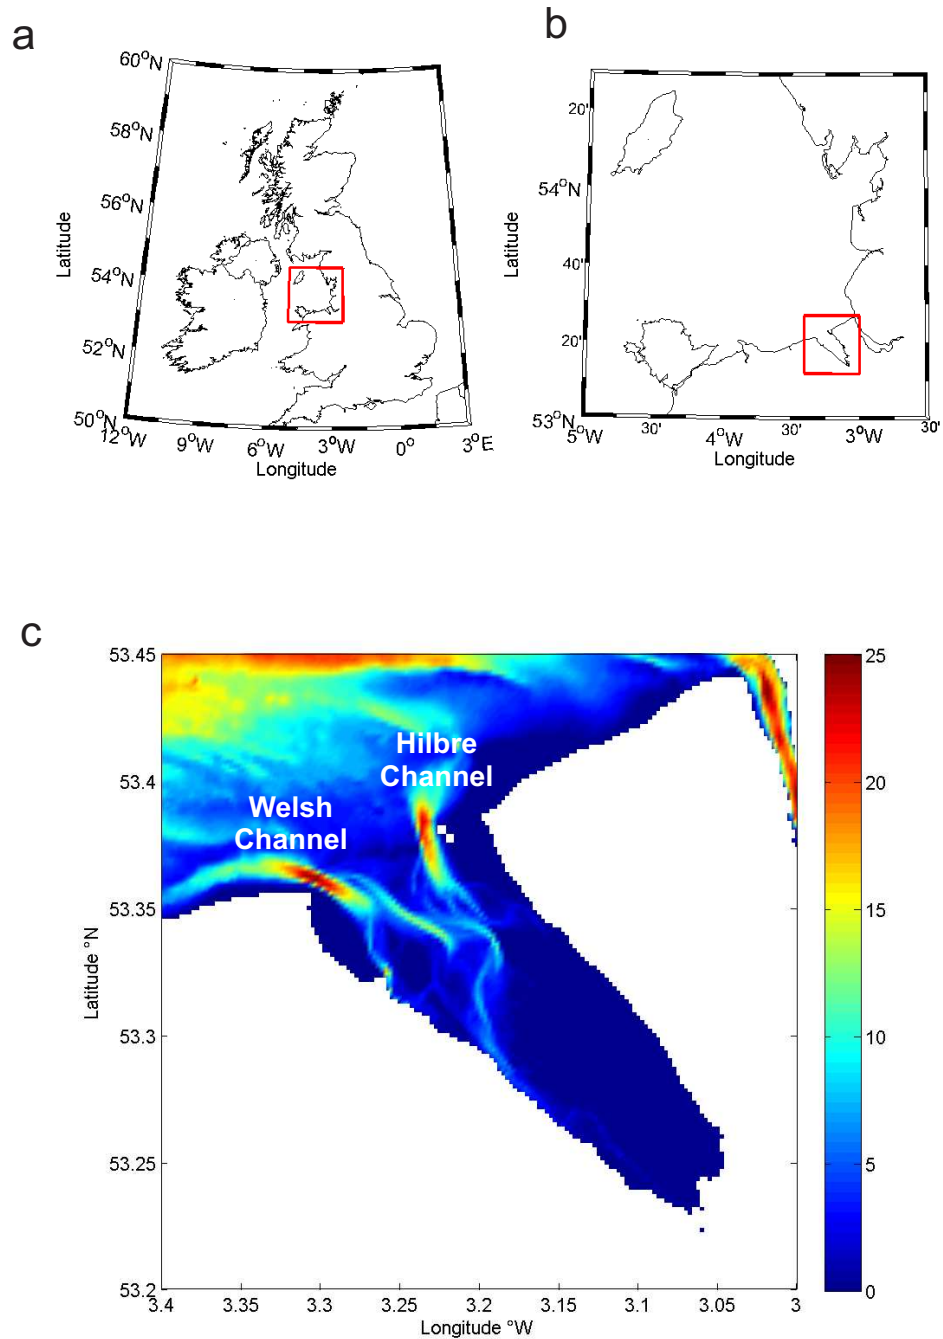 a
60°N
58°N
56°N
54°N
52°N
50°N
Latitude
12°W 9°W 6°W 3°W 0° 3°E
Longitude
b
20'
54°N
40'
20'
53°N
Latitude
5°W 30' 4°W 30' 3°W 30'
Longitude
c
53.45
53.4
53.35
53.3
53.25
53.2
Latitude °N
Hilbre
Channel
Welsh
Channel
3.4 3.35 3.3 3.25 3.2 3.15 3.1 3.05 3
Longitude °W
25
20
15
10
5
0